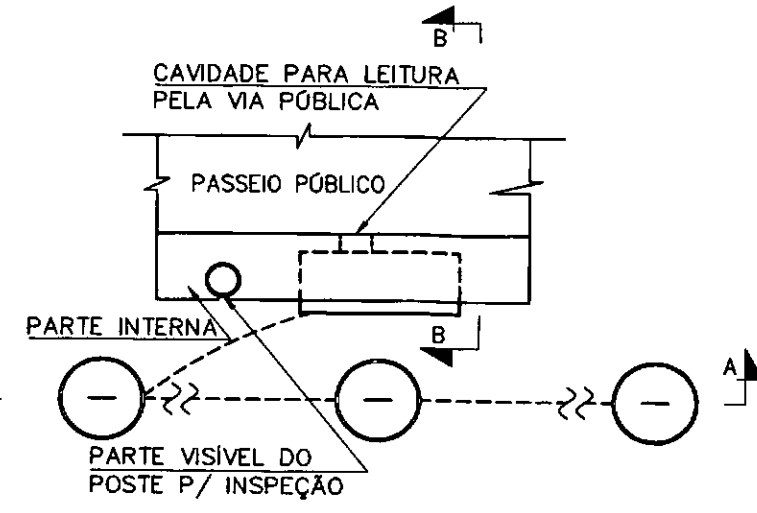 B
CAVIDADE PARA LEITURA
PELA VIA PÚBLICA
PASSEIO PÚBLICO
PARTE INTERNA
B
A
PARTE VISÍVEL DO
POSTE P/ INSPEÇÃO